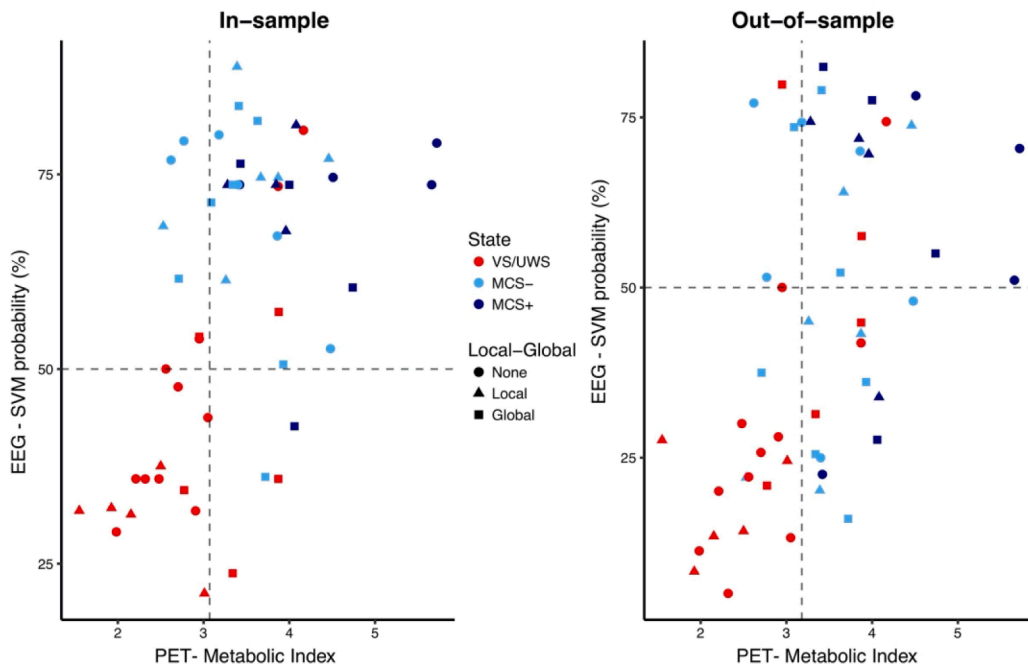 In-sample
Out-of-sample
EEG - SVM probability (%)
75
50
25
2
3
4
5
PET- Metabolic Index
State
VS/UWS
MCS-
MCS+
Local-Global
None
Local
Global
EEG - SVM probability (%)
75
50
25
2
3
4
5
PET- Metabolic Index